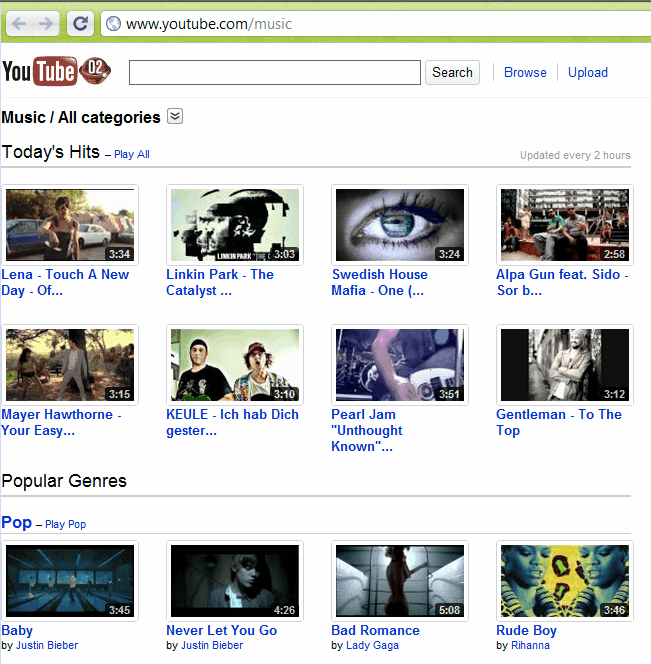 www.youtube.com/music
YouTube 02
Search Browse Upload
Music / All categories
Today's Hits – Play All Updated every 2 hours
3:34 LINKIN PARK 3:03 3:24 2:58
Lena - Touch A New Linkin Park - The Swedish House Alpa Gun feat. Sido -
Day - Of... Catalyst ... Mafia - One (... Sor b...
3:15 3:10 3:51 3:12
Mayer Hawthorne - KEULE - Ich hab Dich Pearl Jam Gentleman - To The
Your Easy... gester... "Unthought Top
Known"...
Popular Genres
Pop – Play Pop
3:45 4:26 5:08 3:46
Baby Never Let You Go Bad Romance Rude Boy
by Justin Bieber by Justin Bieber by Lady Gaga by Rihanna